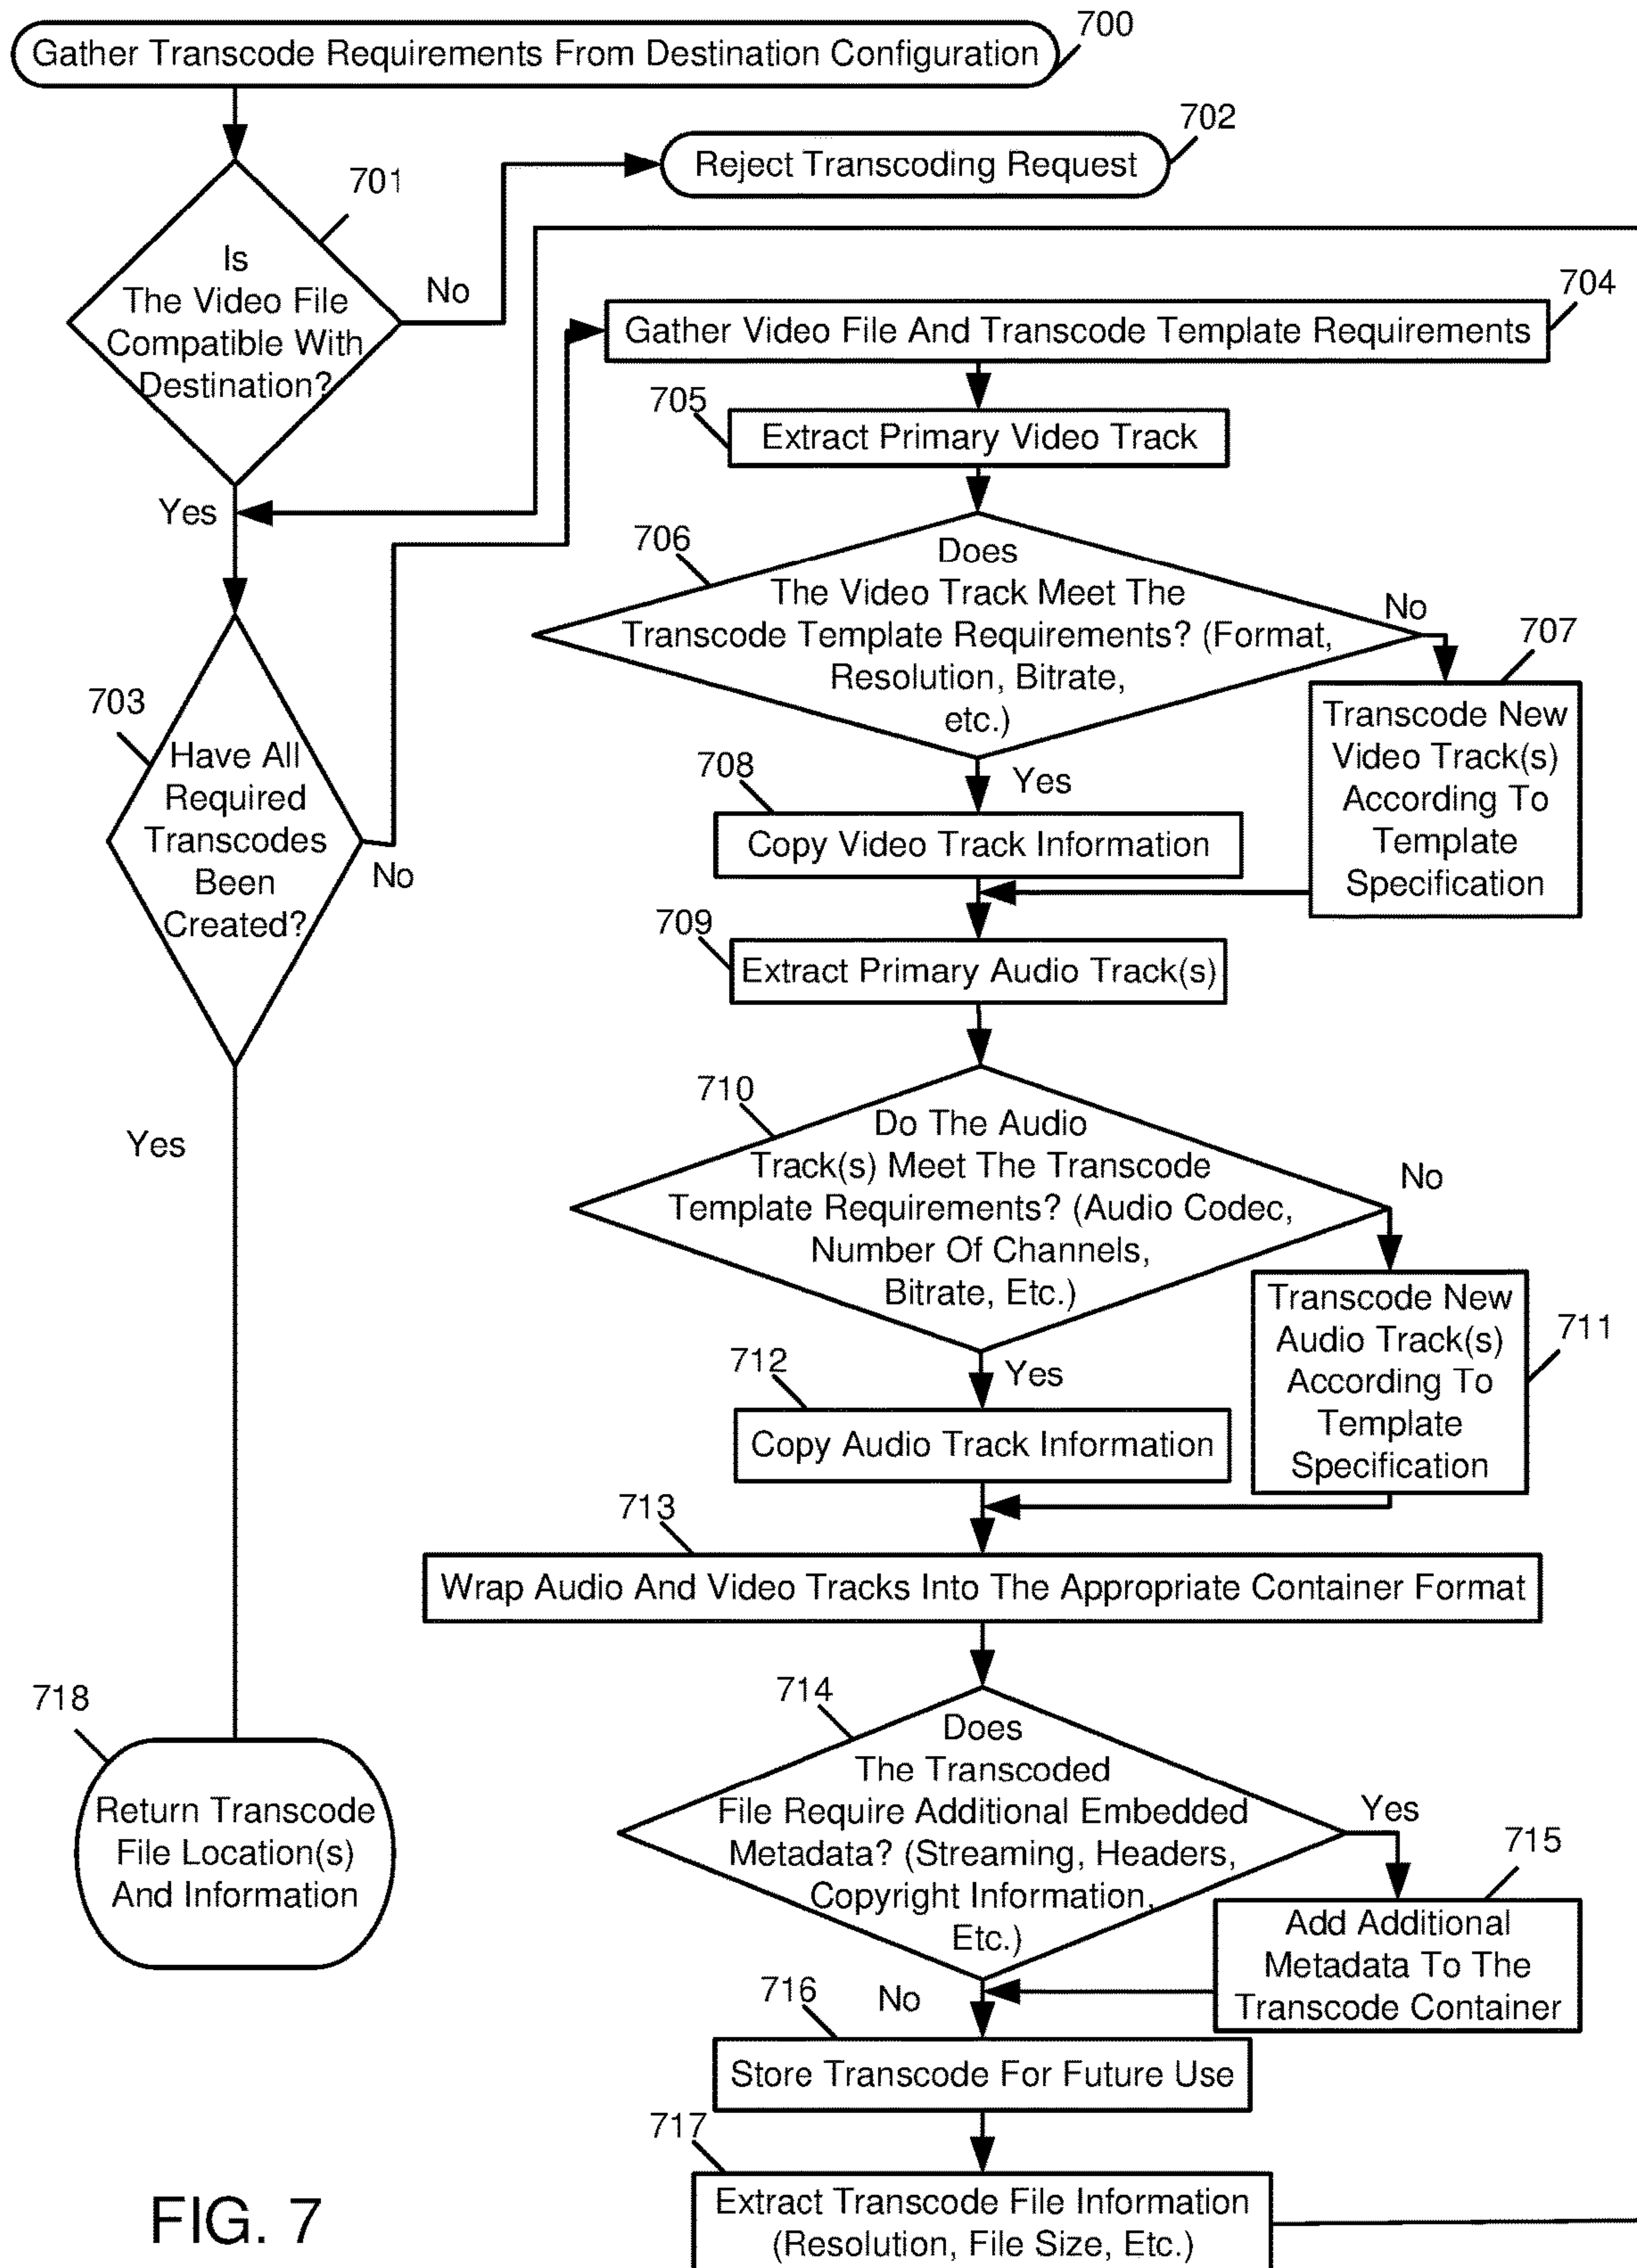 700
Gather Transcode Requirements From Destination Configuration
702
Reject Transcoding Request
701
Is
The Video File
Compatible With
Destination?
No
Yes
704
Gather Video File And Transcode Template Requirements
705
Extract Primary Video Track
706
Does
The Video Track Meet The
Transcode Template Requirements? (Format,
Resolution, Bitrate,
etc.)
No
707
Transcode New
Video Track(s)
According To
Template
Specification
703
Have All
Required
Transcodes
Been
Created?
No
Yes
708
Yes
Copy Video Track Information
709
Extract Primary Audio Track(s)
710
Do The Audio
Track(s) Meet The Transcode
Template Requirements? (Audio Codec,
Number Of Channels,
Bitrate, Etc.)
No
711
Transcode New
Audio Track(s)
According To
Template
Specification
712
Yes
Copy Audio Track Information
713
Wrap Audio And Video Tracks Into The Appropriate Container Format
714
Does
The Transcoded
File Require Additional Embedded
Metadata? (Streaming, Headers,
Copyright Information,
Etc.)
Yes
715
Add Additional
Metadata To The
Transcode Container
718
Return Transcode
File Location(s)
And Information
716
No
Store Transcode For Future Use
717
Extract Transcode File Information
(Resolution, File Size, Etc.)
FIG. 7